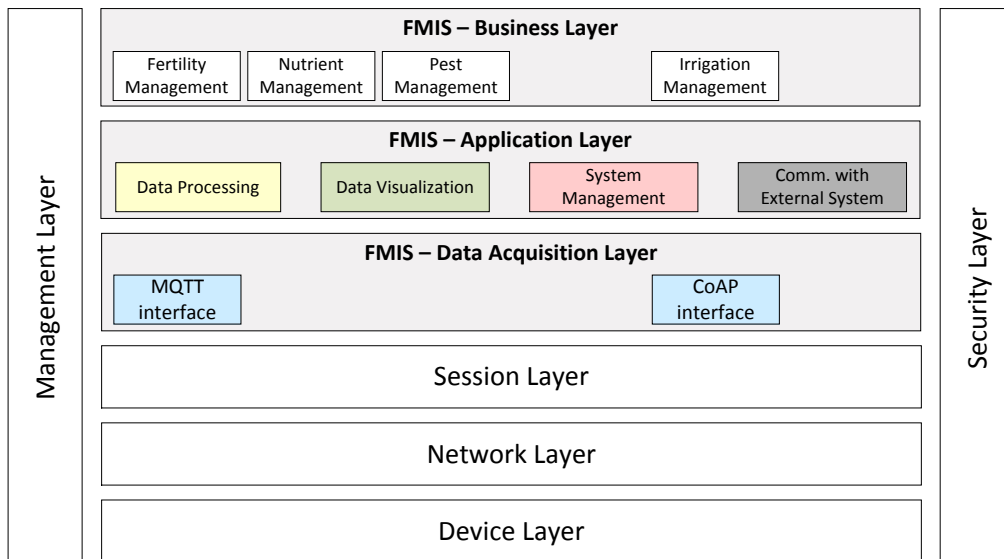 Management Layer
FMIS – Business Layer
Fertility
Management
Nutrient
Management
Pest
Management
Irrigation
Management
FMIS – Application Layer
Data Processing
Data Visualization
System
Management
Comm. with
External System
FMIS – Data Acquisition Layer
MQTT
interface
CoAP
interface
Session Layer
Network Layer
Device Layer
Security Layer